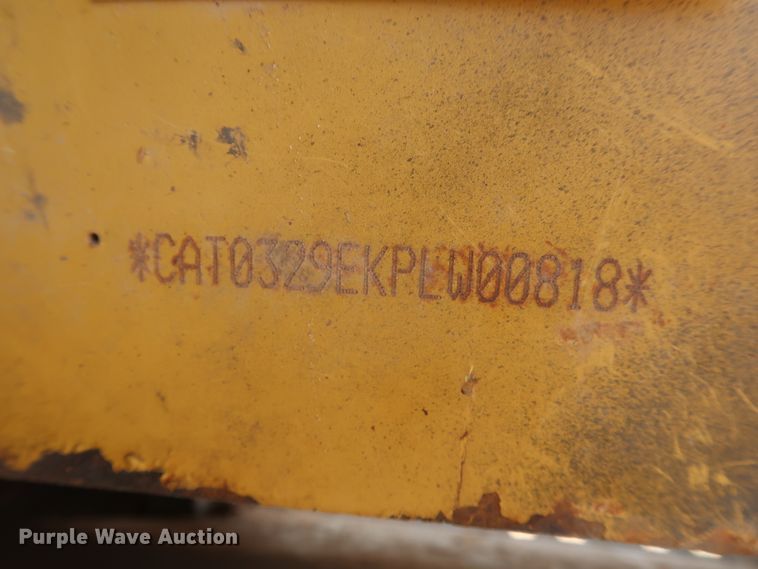 *CAT0329EKPLW00818*
Purple Wave Auction®